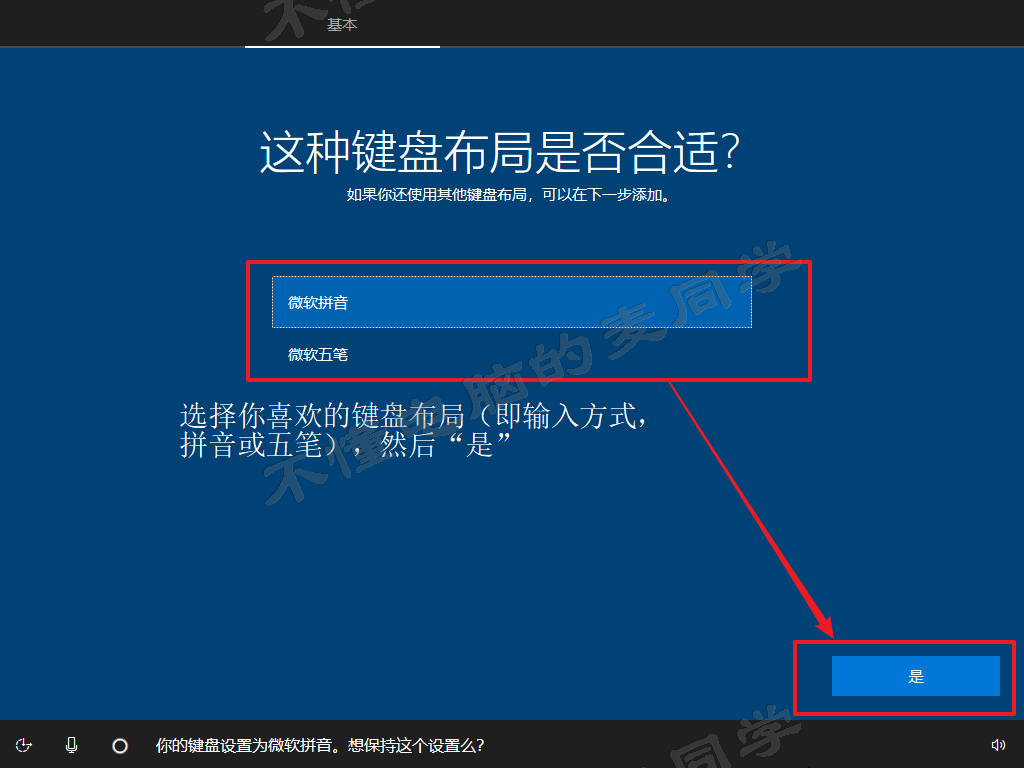 基本
这种键盘布局是否合适?
如果你还使用其他键盘布局，可以在下一步添加。
微软拼音
微软五笔
不懂电脑的麦同学
选择你喜欢的键盘布局（即输入方式，
拼音或五笔），然后“是”
是
同学
你的键盘设置为微软拼音。想保持这个设置么?